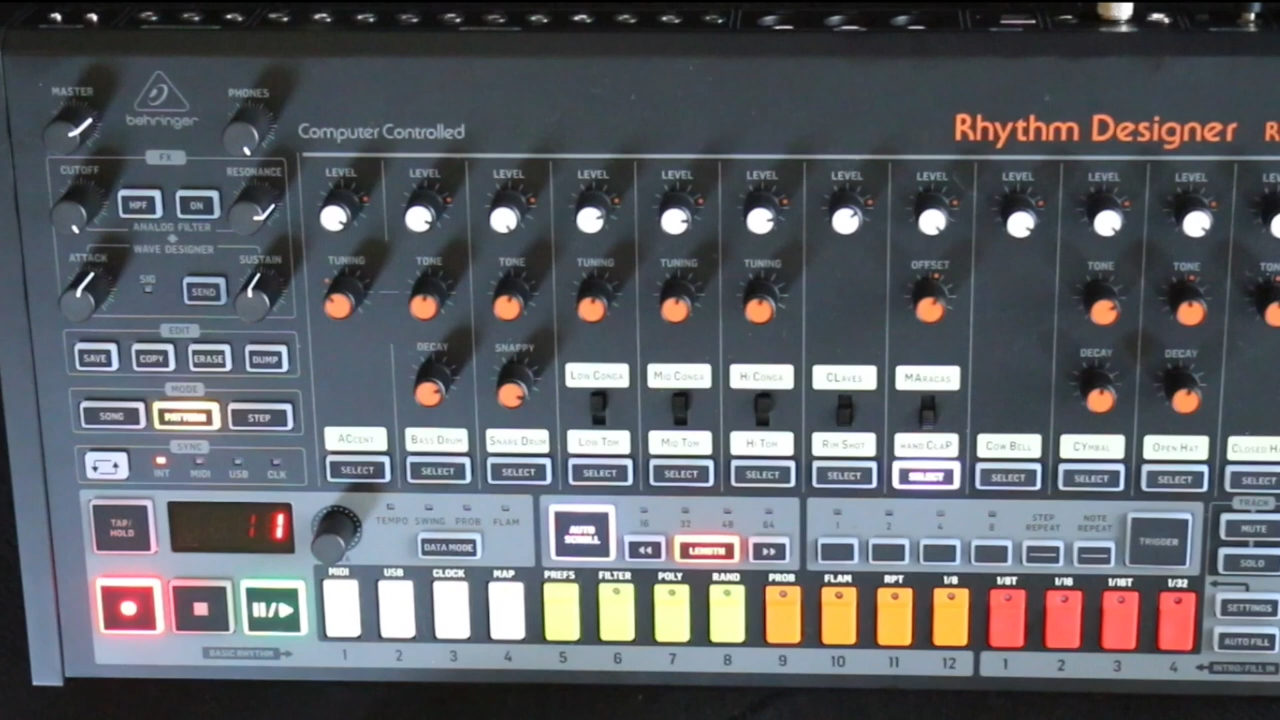 MASTER
behringer
PHONES
Computer Controlled
Rhythm Designer R
FX
CUTOFF
RESONANCE
HPF ON
ANALOG FILTER
WAVE DESIGNER
ATTACK
SUSTAIN
SIG
SEND
LEVEL LEVEL LEVEL LEVEL LEVEL LEVEL LEVEL LEVEL LEVEL LEVEL LEVEL LEV
TUNING TONE TONE TUNING TUNING TUNING OFFSET TONE TONE TON
DECAY SNAPPY DECAY DECAY
EDIT
SAVE COPY ERASE DUMP
MODE
SONG PATTERN STEP
SYNC
INT MIDI USB CLK
Low Conga Mid Conga Hi Conga CLaves MAracas
ACcent Bass Drum Snare Drum Low Tom Mid Tom Hi Tom Rim Shot hand ClaP Cow Bell CYmbal Open Hat Closed H
SELECT SELECT SELECT SELECT SELECT SELECT SELECT SELECT SELECT SELECT SELECT SELECT
TAP/
HOLD
1 1
TEMPO SWING PROB FLAM
DATA MODE
AUTO
SCROLL
16 32 48 64
LENGTH
1 2 4 8
STEP
REPEAT
NOTE
REPEAT
TRIGGER
TRACK
MUTE
SOLO
SETTINGS
AUTO FILL
MIDI USB CLOCK MAP PREFS FILTER POLY RAND PROB FLAM RPT 1/8 1/8T 1/16 1/16T 1/32
BASIC RHYTHM
1 2 3 4 5 6 7 8 9 10 11 12 1 2 3 4
INTRO/FILL IN